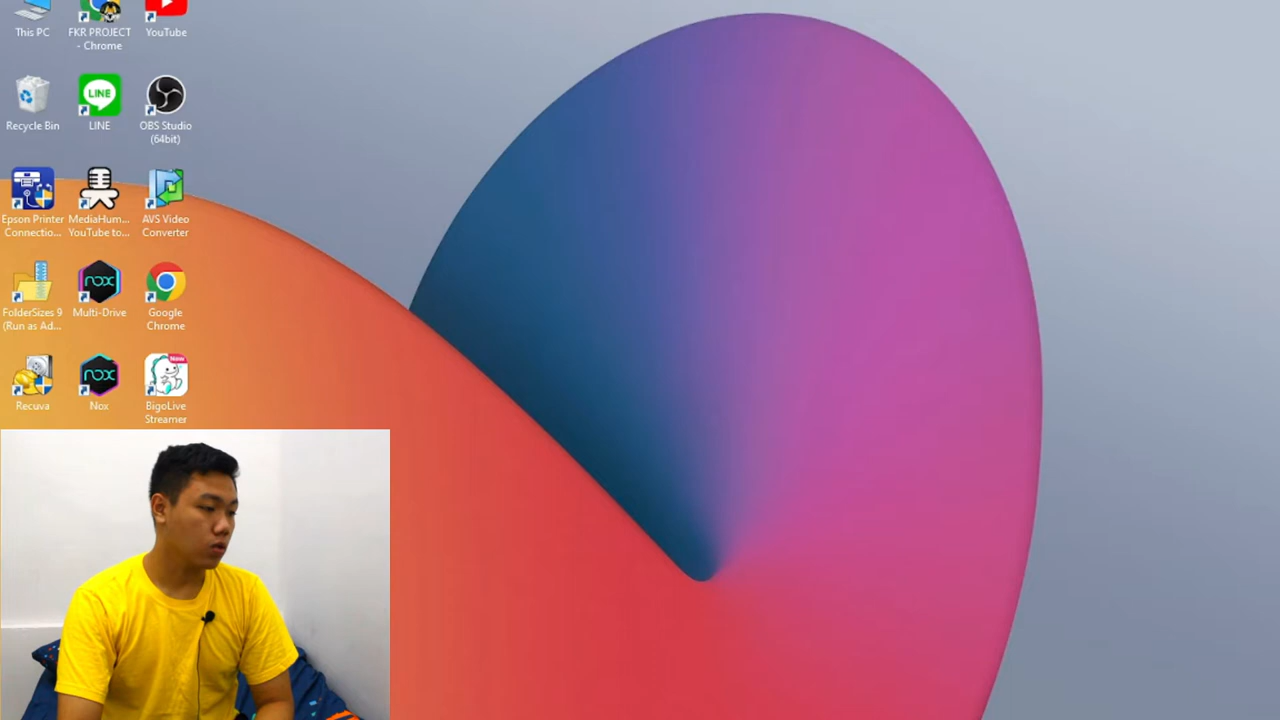 This PC
FKR PROJECT
- Chrome
YouTube
Recycle Bin
LINE
LINE
OBS Studio
(64bit)
Epson Printer
Connectio...
MediaHum...
YouTube to...
AVS Video
Converter
FolderSizes 9
(Run as Ad...
nox
Multi-Drive
Google
Chrome
Recuva
nox
Nox
New
BigoLive
Streamer